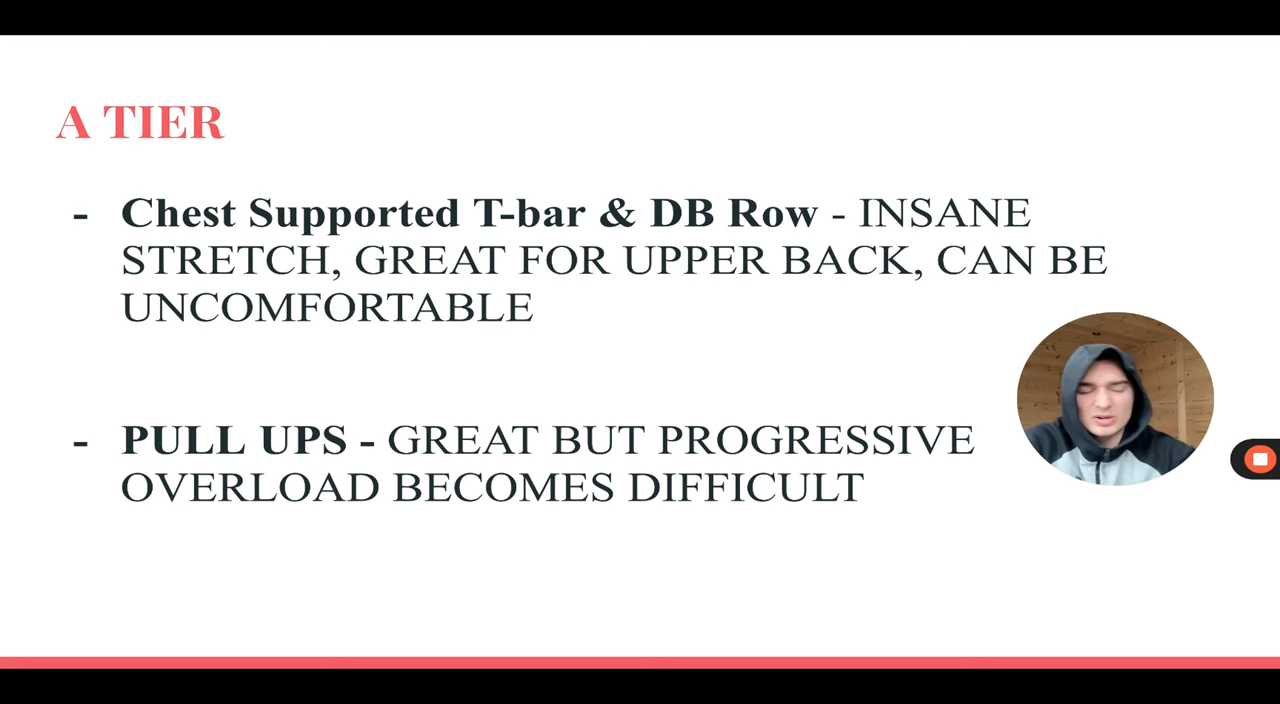 A TIER
- Chest Supported T-bar & DB Row - INSANE
STRETCH, GREAT FOR UPPER BACK, CAN BE
UNCOMFORTABLE
- PULL UPS - GREAT BUT PROGRESSIVE
OVERLOAD BECOMES DIFFICULT